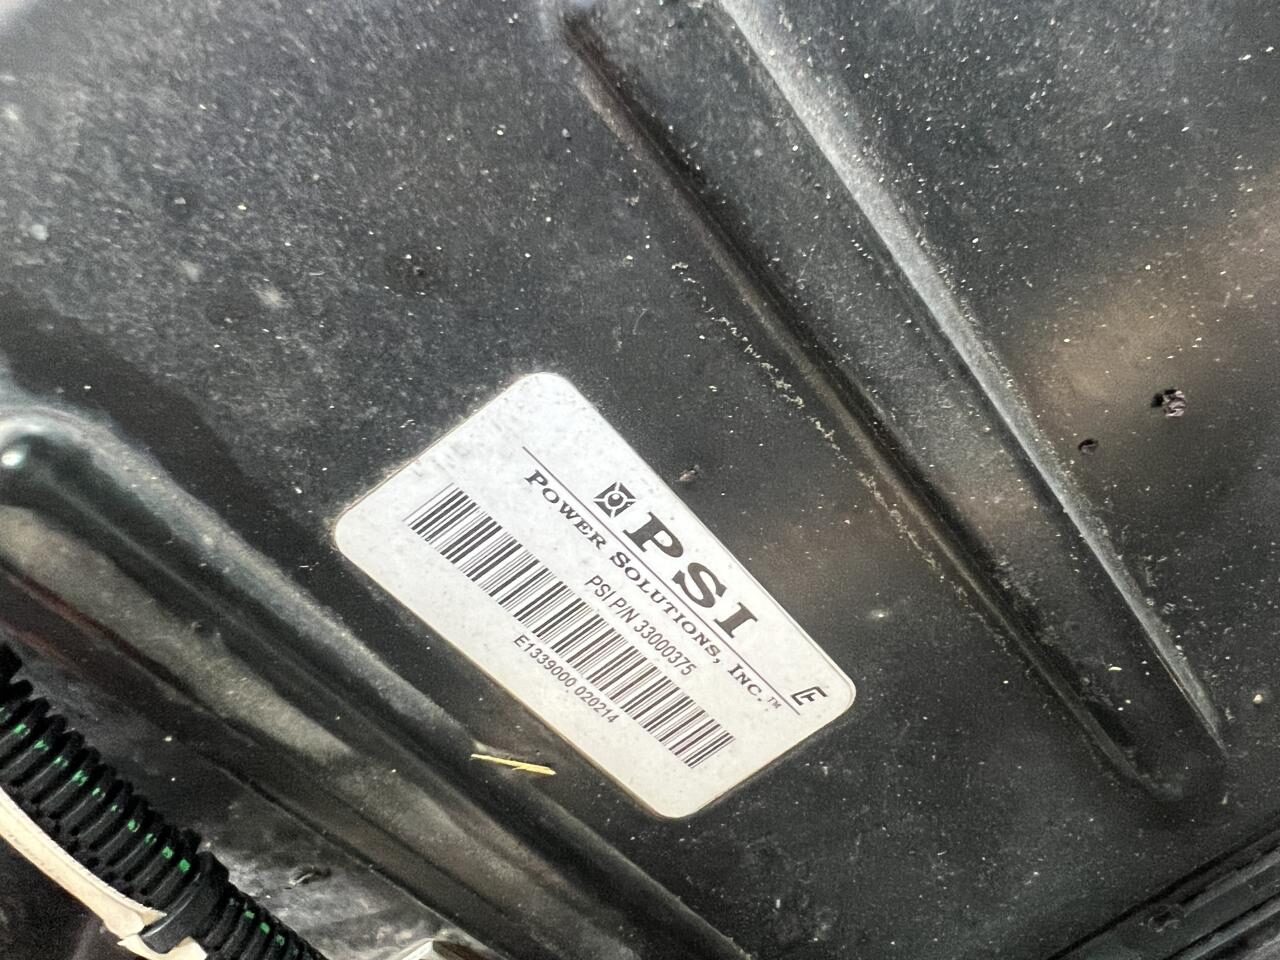 PSI
POWER SOLUTIONS, INC.™
PSI P/N 33000375
E1339000 020214